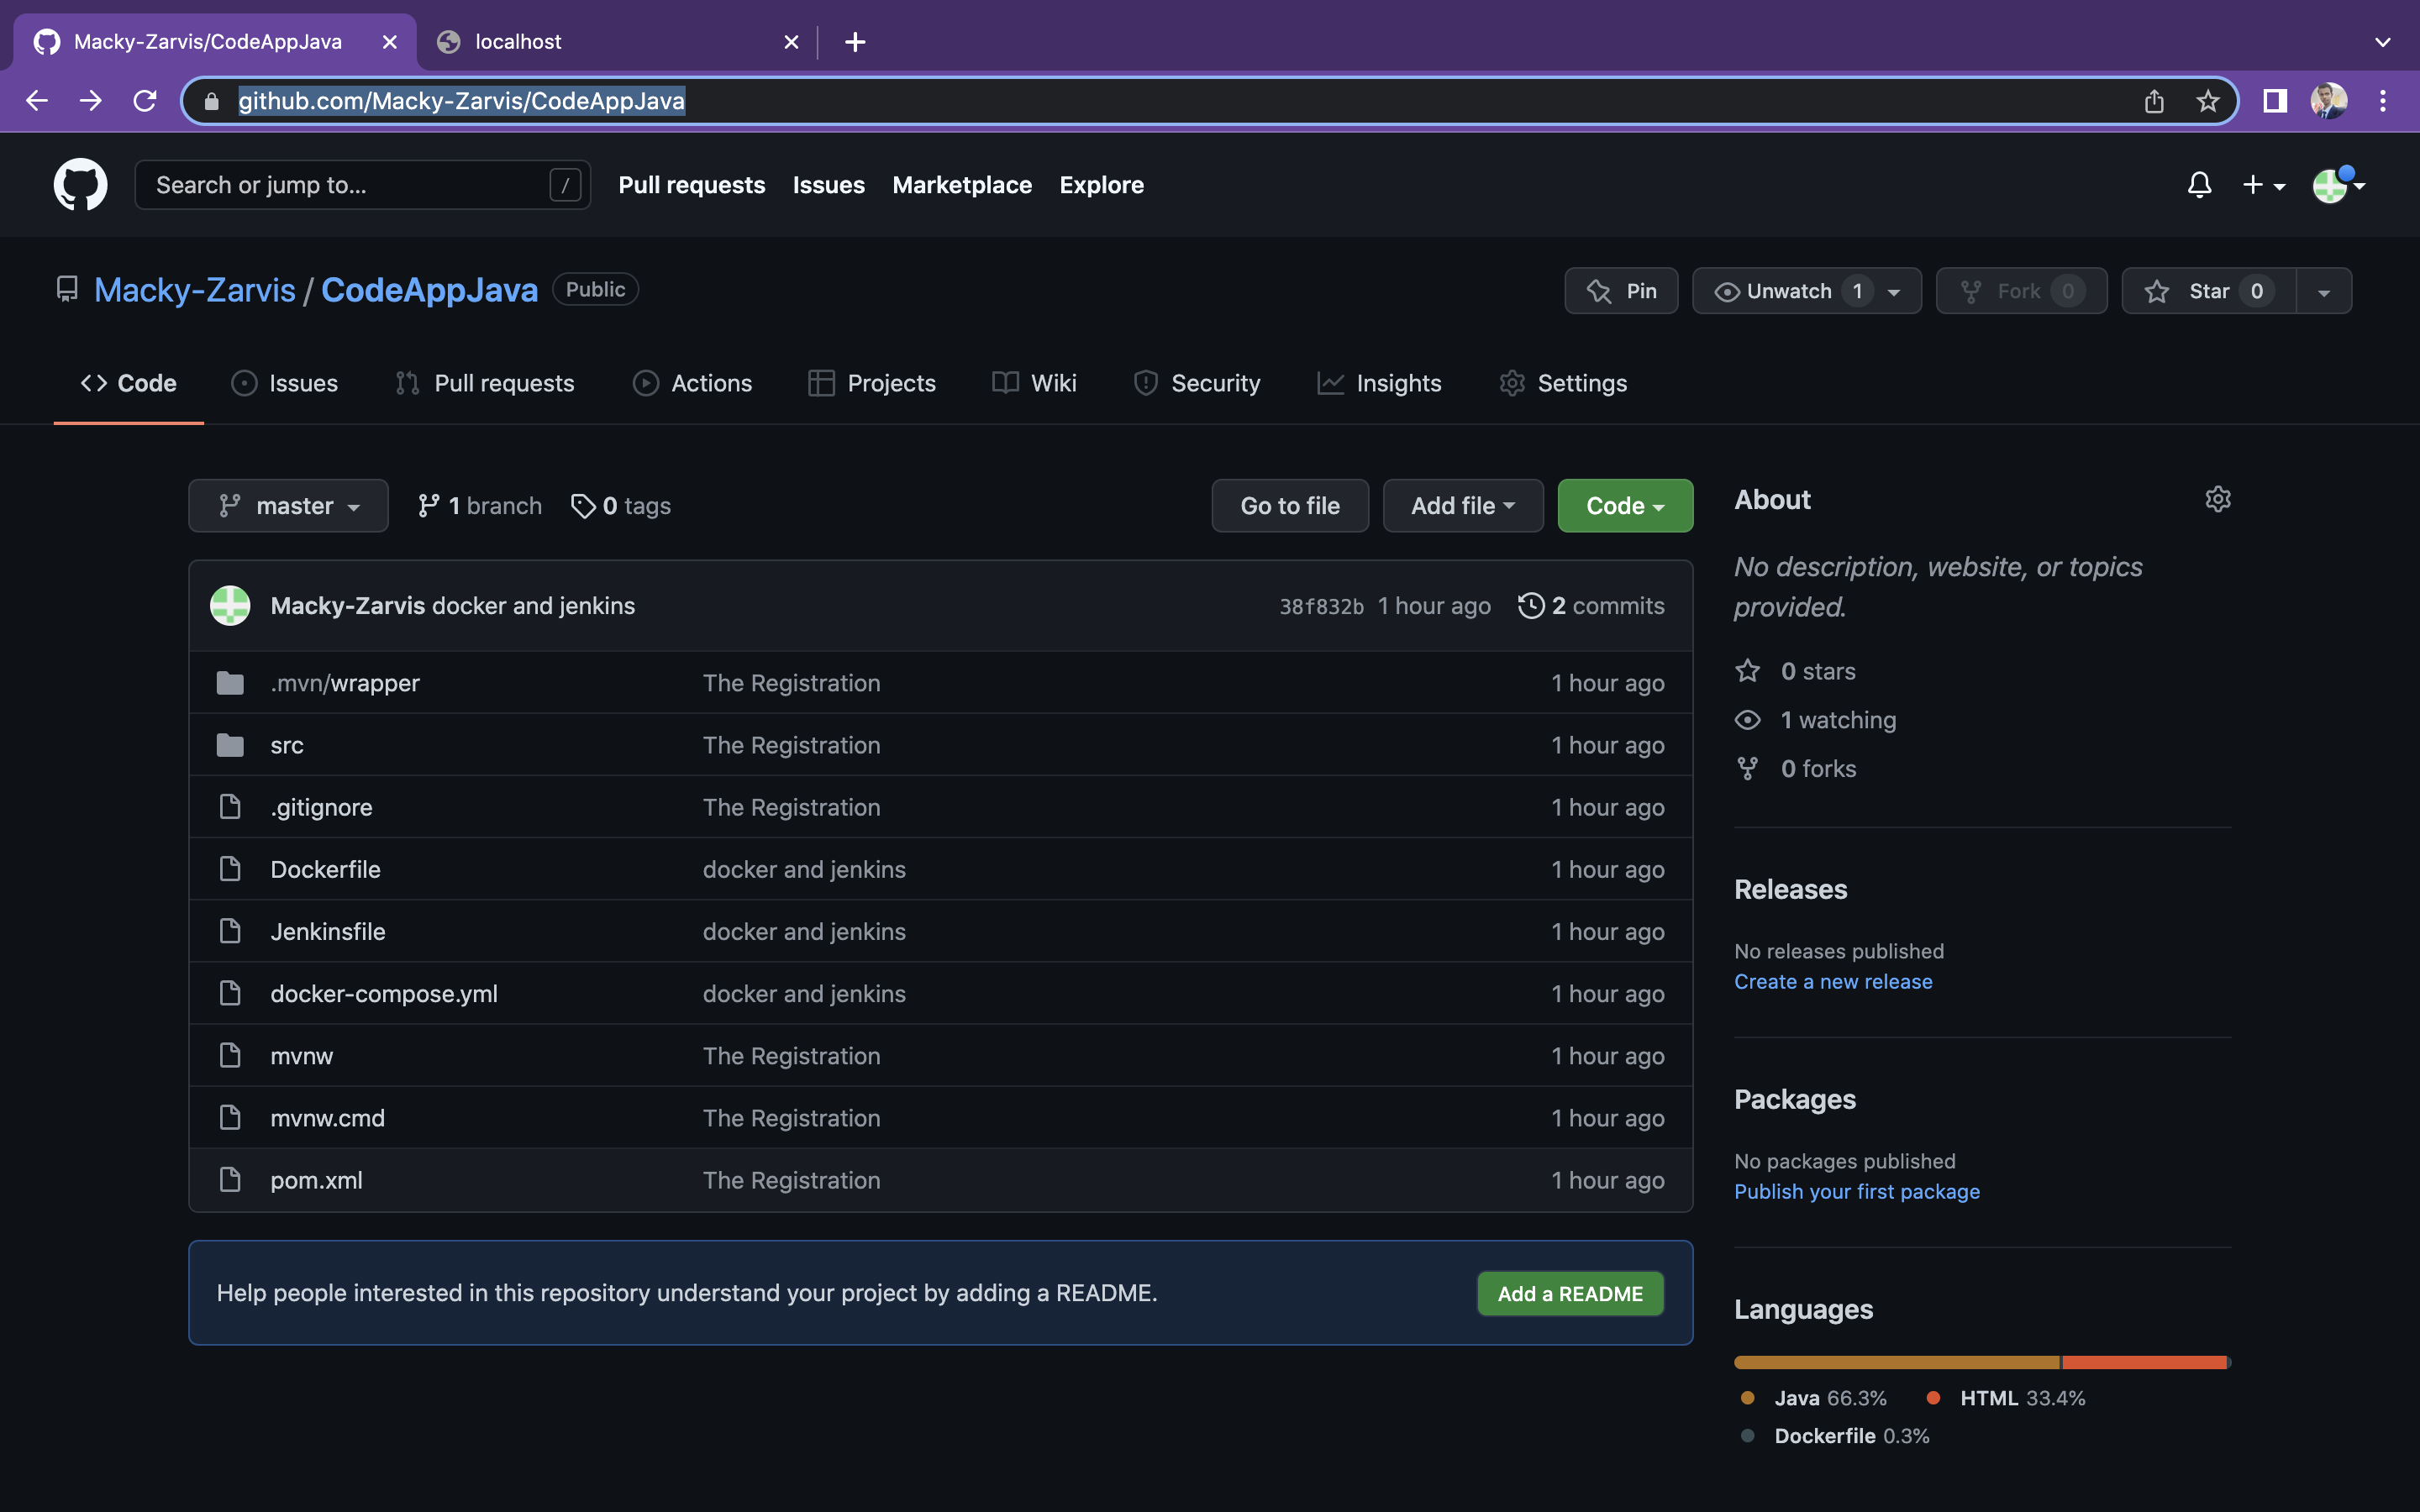 Macky-Zarvis/CodeAppJava
localhost
github.com/Macky-Zarvis/CodeAppJava
Search or jump to... /
Pull requests Issues Marketplace Explore
Macky-Zarvis / CodeAppJava Public
Pin Unwatch 1 Fork 0 Star 0
Code Issues Pull requests Actions Projects Wiki Security Insights Settings
master 1 branch 0 tags Go to file Add file Code
Macky-Zarvis docker and jenkins 38f832b 1 hour ago 2 commits
.mvn/wrapper The Registration 1 hour ago
src The Registration 1 hour ago
.gitignore The Registration 1 hour ago
Dockerfile docker and jenkins 1 hour ago
Jenkinsfile docker and jenkins 1 hour ago
docker-compose.yml docker and jenkins 1 hour ago
mvnw The Registration 1 hour ago
mvnw.cmd The Registration 1 hour ago
pom.xml The Registration 1 hour ago
Help people interested in this repository understand your project by adding a README. Add a README
About
No description, website, or topics
provided.
0 stars
1 watching
0 forks
Releases
No releases published
Create a new release
Packages
No packages published
Publish your first package
Languages
Java 66.3% HTML 33.4%
Dockerfile 0.3%